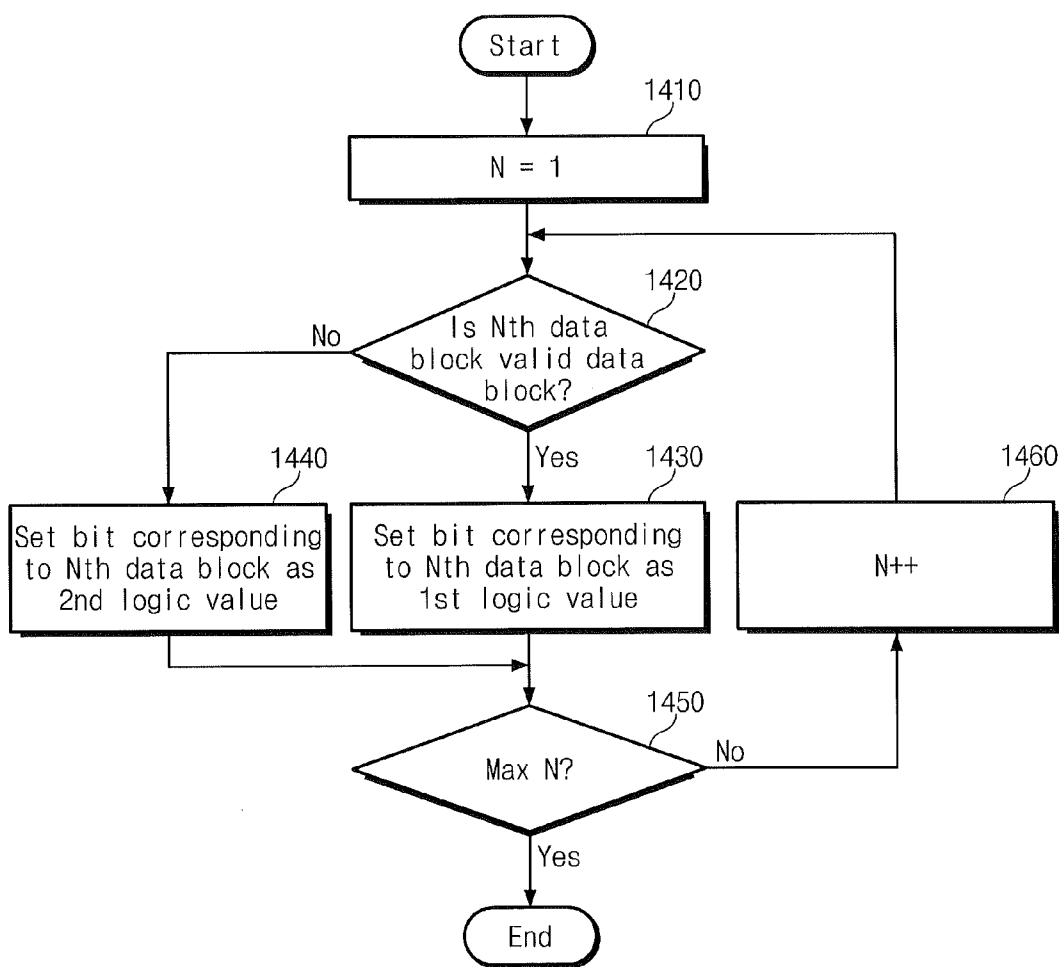 Start
1410
N = 1
1420
Is Nth data
block valid data
block?
No
Yes
1440
1430
1460
Set bit corresponding
to Nth data block as
2nd logic value
Set bit corresponding
to Nth data block as
1st logic value
N++
1450
Max N?
No
Yes
End